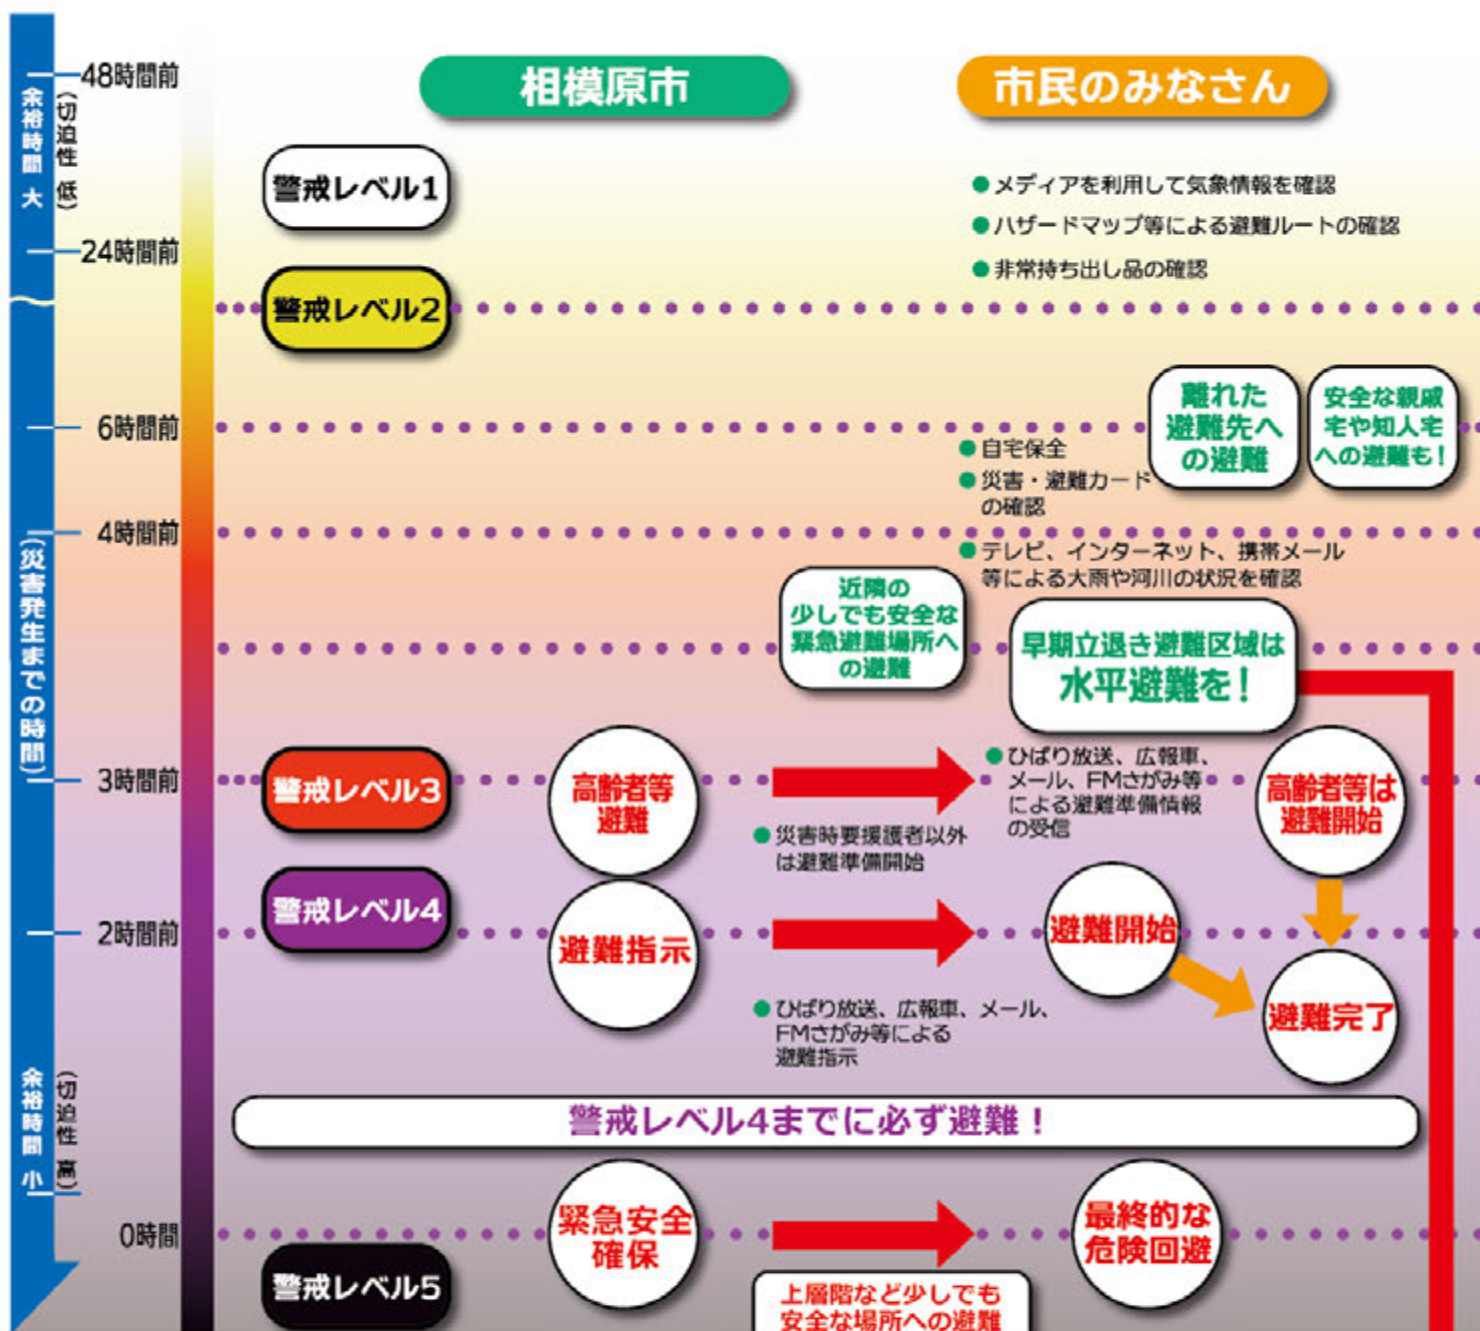 相模原市
市民のみなさん
48時間前
余裕時間 大
(切迫性 低)
24時間前
警戒レベル1
● メディアを利用して気象情報を確認
● ハザードマップ等による避難ルートの確認
● 非常持ち出し品の確認
警戒レベル2
離れた
避難先へ
の避難
安全な親戚
宅や知人宅
への避難も!
6時間前
● 自宅保全
● 災害・避難カード
の確認
4時間前
(災害発生までの時間)
● テレビ、インターネット、携帯メール
等による大雨や河川の状況を確認
近隣の
少しでも安全な
緊急避難場所へ
の避難
早期立退き避難区域は
水平避難を!
3時間前
警戒レベル3
高齢者等
避難
● 災害時要援護者以外
は避難準備開始
● ひばり放送、広報車、
メール、FMさがみ等
による避難準備情報
の受信
高齢者等は
避難開始
警戒レベル4
2時間前
避難指示
避難開始
避難完了
● ひばり放送、広報車、メール、
FMさがみ等による
避難指示
余裕時間 小
(切迫性 高)
警戒レベル4までに必ず避難!
0時間
緊急安全
確保
最終的な
危険回避
警戒レベル5
上層階など少しでも
安全な場所への避難